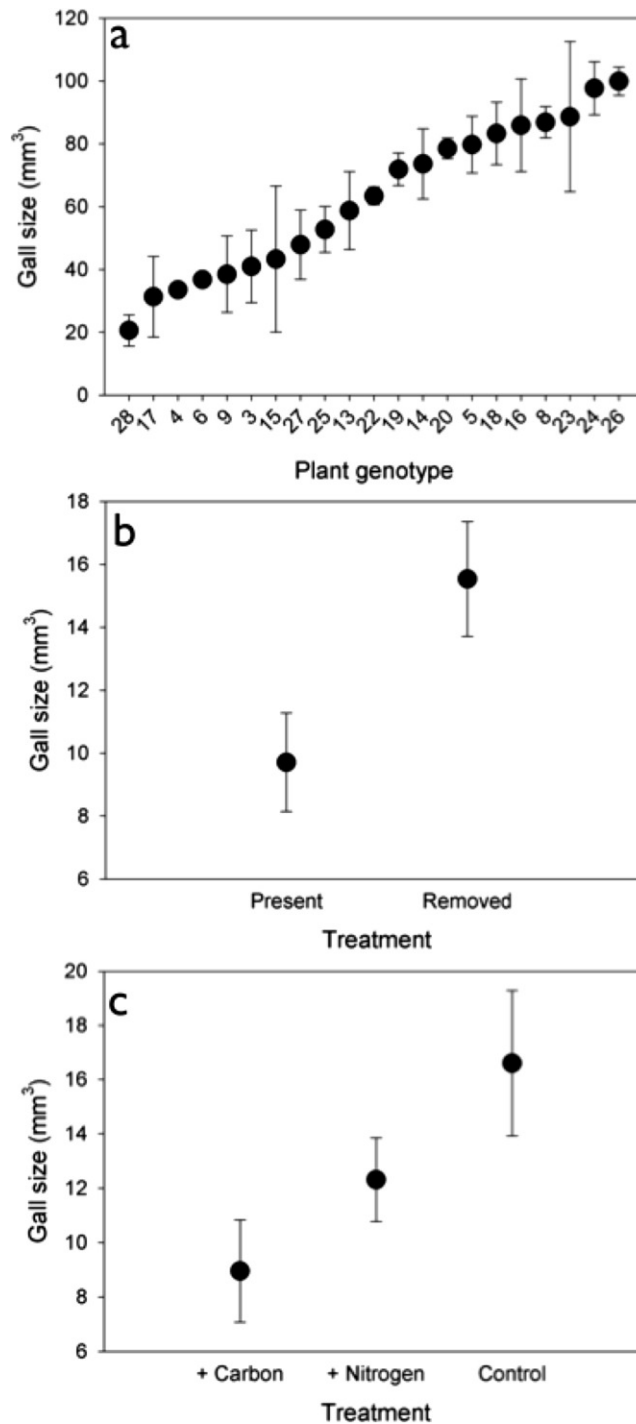 a
120
100
80
60
40
20
0
Gall size (mm³)
28 17 4 6 9 3 15 27 25 13 22 19 14 20 5 18 16 8 23 24 26
Plant genotype
b
18
16
14
12
10
8
6
Gall size (mm³)
Present Removed
Treatment
c
20
18
16
14
12
10
8
6
Gall size (mm³)
+ Carbon + Nitrogen Control
Treatment